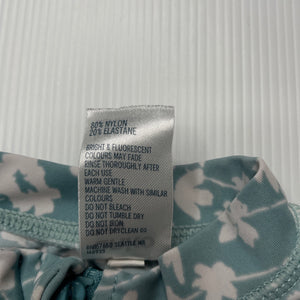 80% NYLON
20% ELASTANE
BRIGHT & FLUORESCENT
COLOURS MAY FADE
RINSE THOROUGHLY AFTER
EACH USE
WARM GENTLE
MACHINE WASH WITH SIMILAR
COLOURS
DO NOT BLEACH
DO NOT TUMBLE DRY
DO NOT IRON
DO NOT DRYCLEAN
SEATTLE